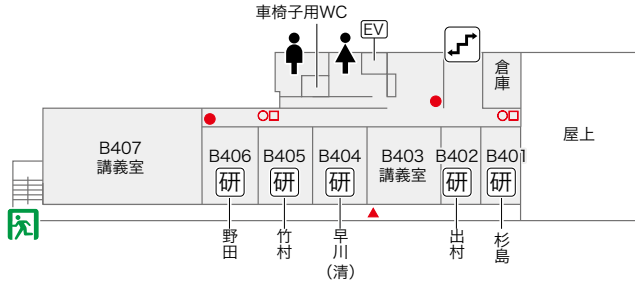 車椅子用WC
EV
倉庫
屋上
B407
講義室
B406
研
B405
研
B404
研
B403
講義室
B402
研
B401
研
野田
竹村
早川
(清)
出村
杉島